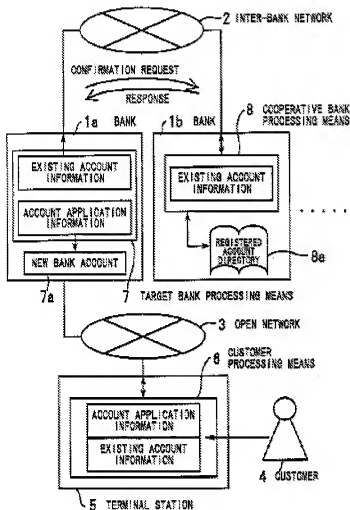 2 INTER-BANK NETWORK
CONFIRMATION REQUEST
RESPONSE
1a BANK
1b BANK
8 COOPERATIVE BANK
PROCESSING MEANS
EXISTING ACCOUNT
INFORMATION
EXISTING ACCOUNT
INFORMATION
ACCOUNT APPLICATION
INFORMATION
REGISTERED
ACCOUNT
DIRECTORY
8a
NEW BANK ACCOUNT
7a
7 TARGET BANK PROCESSING MEANS
3 OPEN NETWORK
6 CUSTOMER
PROCESSING MEANS
ACCOUNT APPLICATION
INFORMATION
EXISTING ACCOUNT
INFORMATION
4 CUSTOMER
5 TERMINAL STATION